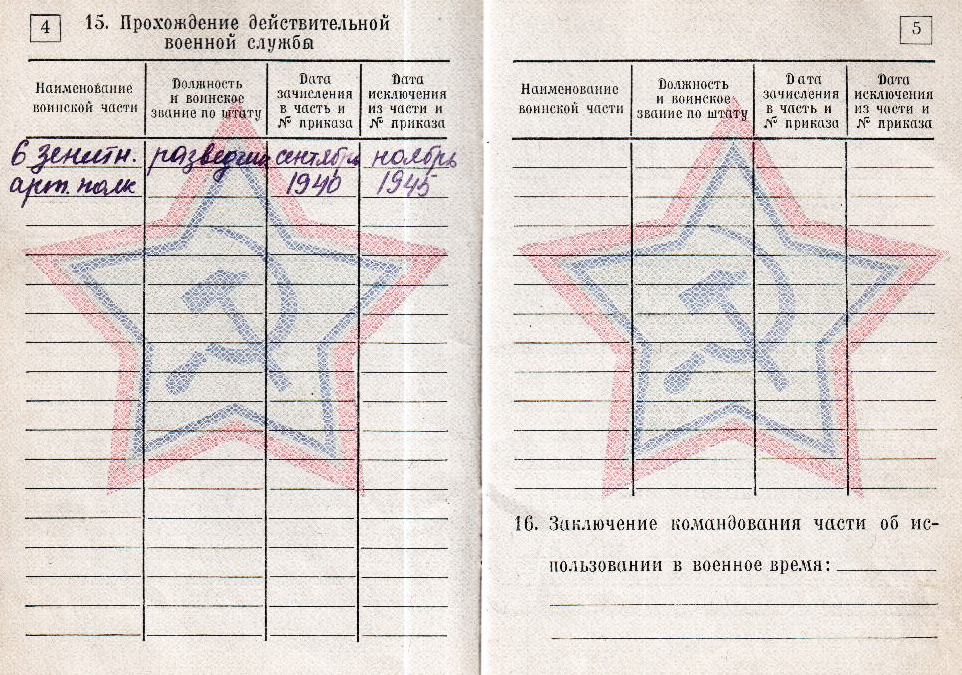 4
15. Прохождение действительной
военной службы
Наименование
воинской части
Должность
и воинское
звание по штату
Дата
зачисления
в часть и
№ приказа
Дата
исключения
из части и
№ приказа
6 зенитн. разведчик сентябрь ноябрь
арт. полк 1940 1945
5
Наименование
воинской части
Должность
и воинское
звание по штату
Дата
зачисления
в часть и
№ приказа
Дата
исключения
из части и
№ приказа
16. Заключение командования части об ис-
пользовании в военное время: